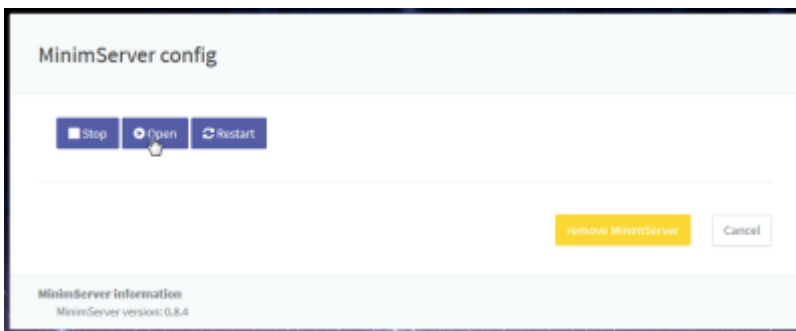 MinimServer config
Stop Open Restart
remove MinimServer Cancel
MinimServer information
MinimServer version: 0.8.4